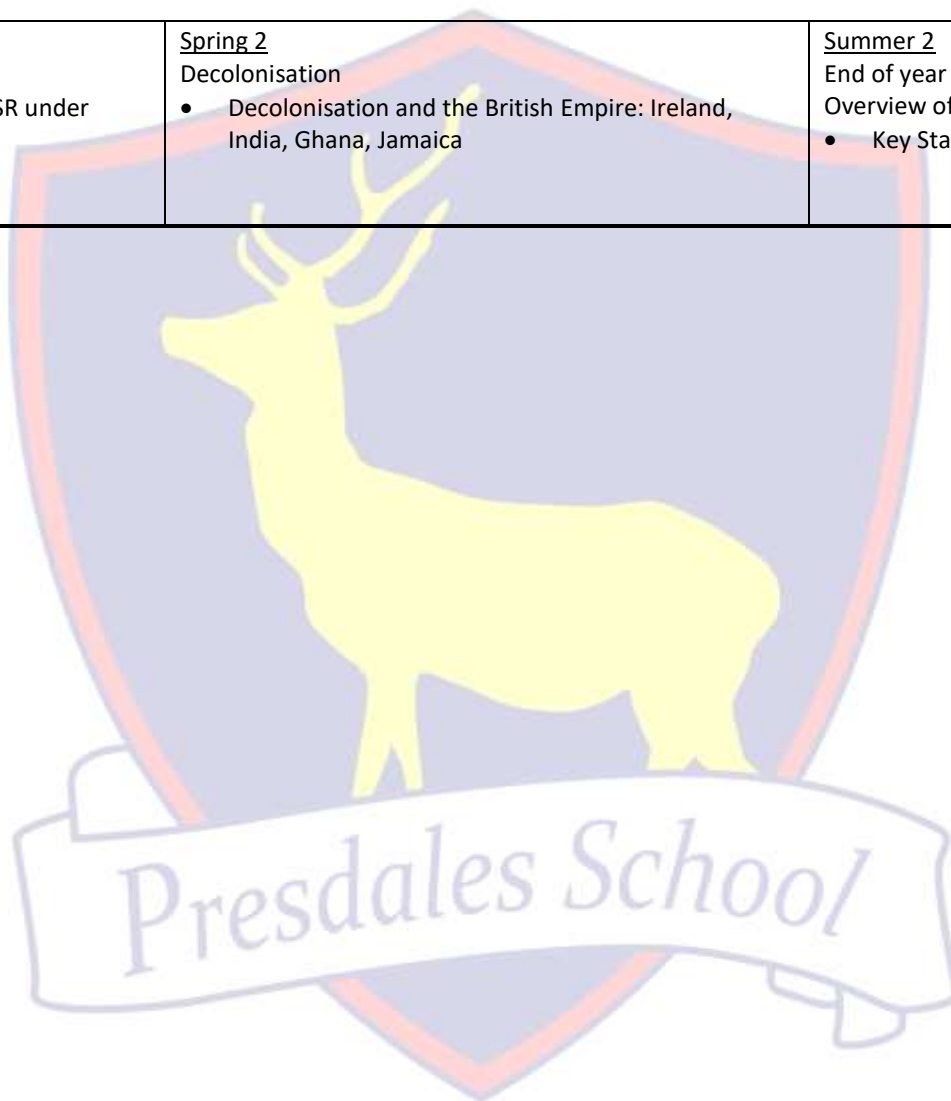 SR under
Spring 2
Decolonisation
• Decolonisation and the British Empire: Ireland,
India, Ghana, Jamaica
Summer 2
End of year
Overview of
• Key Sta
Presdales School